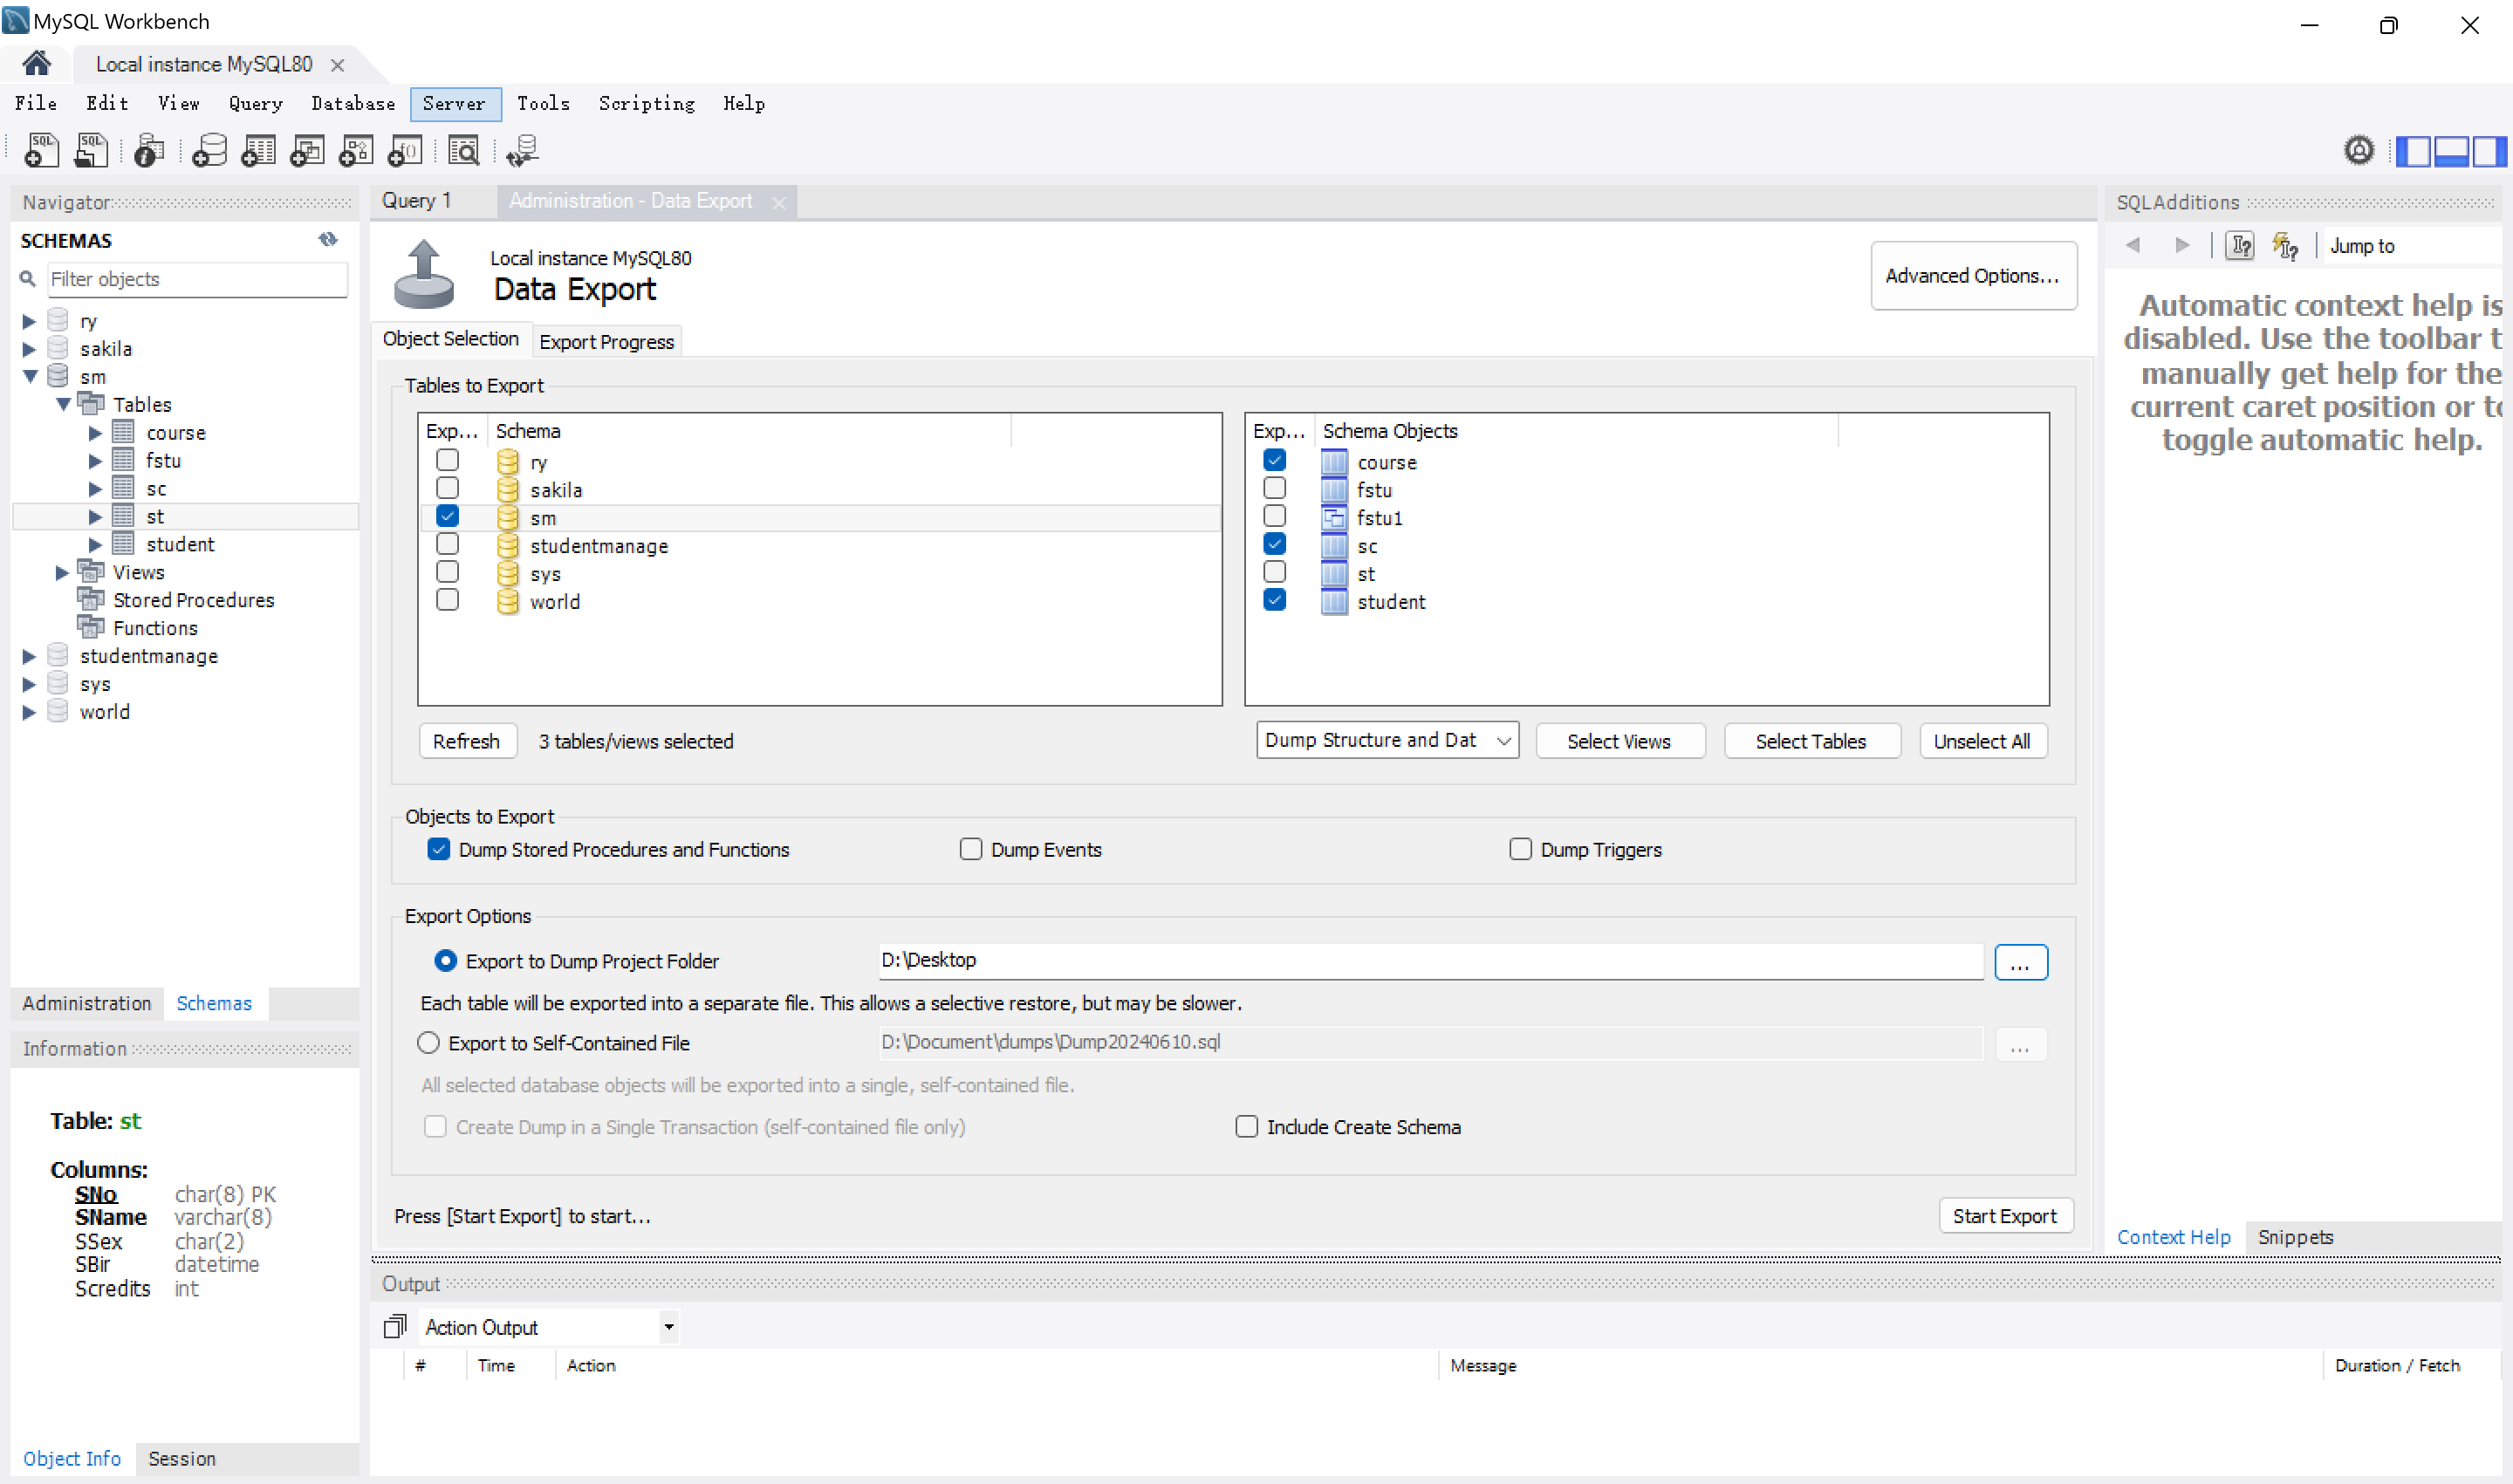 MySQL Workbench
Local instance MySQL80
File Edit View Query Database Server Tools Scripting Help
Navigator
SCHEMAS
Filter objects
ry
sakila
sm
Tables
course
fstu
sc
st
student
Views
Stored Procedures
Functions
studentmanage
sys
world
Administration Schemas
Information
Table: st
Columns:
SNo char(8) PK
SName varchar(8)
SSex char(2)
SBir datetime
Scredits int
Object Info Session
Query 1 Administration - Data Export
Local instance MySQL80
Data Export
Advanced Options...
Object Selection Export Progress
Tables to Export
Exp... Schema
ry
sakila
sm
studentmanage
sys
world
Exp... Schema Objects
course
fstu
fstu1
sc
st
student
Refresh 3 tables/views selected Dump Structure and Dat Select Views Select Tables Unselect All
Objects to Export
Dump Stored Procedures and Functions Dump Events Dump Triggers
Export Options
Export to Dump Project Folder D:\Desktop ...
Each table will be exported into a separate file. This allows a selective restore, but may be slower.
Export to Self-Contained File D:\Document\dumps\Dump20240610.sql ...
All selected database objects will be exported into a single, self-contained file.
Create Dump in a Single Transaction (self-contained file only) Include Create Schema
Press [Start Export] to start... Start Export
Output
Action Output
# Time Action Message Duration / Fetch
SQLAdditions
Jump to
Automatic context help is
disabled. Use the toolbar t
manually get help for the
current caret position or to
toggle automatic help.
Context Help Snippets